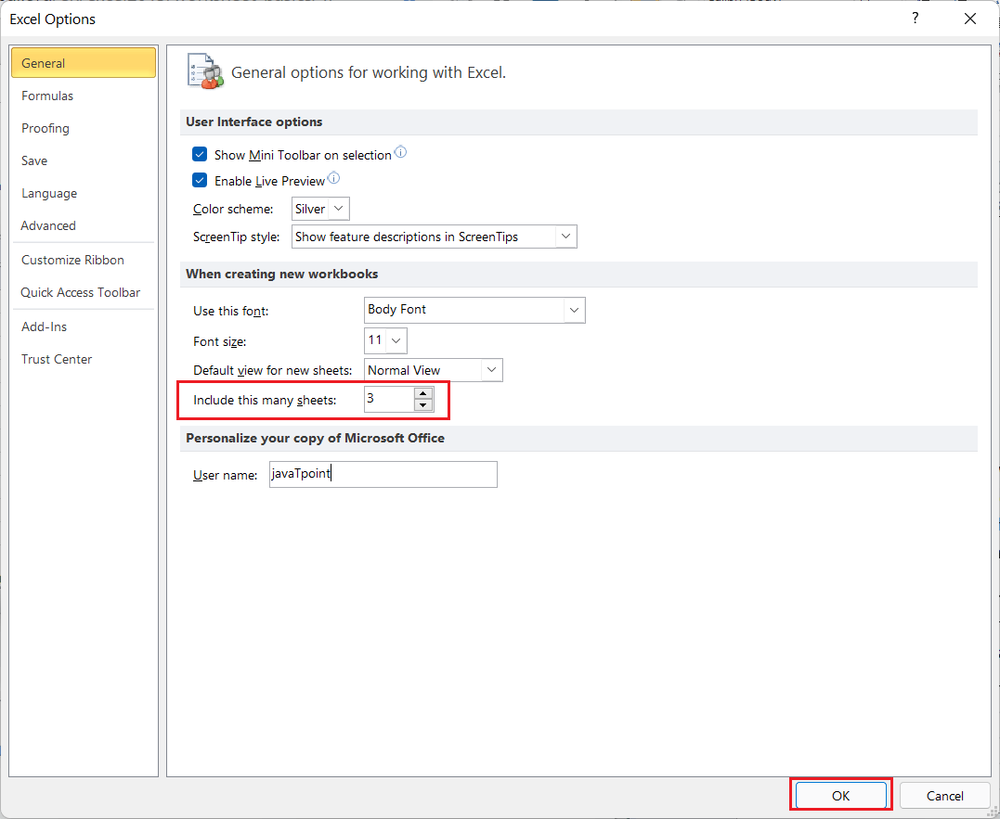 Excel Options ?
General
Formulas
Proofing
Save
Language
Advanced
Customize Ribbon
Quick Access Toolbar
Add-Ins
Trust Center
General options for working with Excel.
User Interface options
Show Mini Toolbar on selection
Enable Live Preview
Color scheme: Silver
ScreenTip style: Show feature descriptions in ScreenTips
When creating new workbooks
Use this font: Body Font
Font size: 11
Default view for new sheets: Normal View
Include this many sheets: 3
Personalize your copy of Microsoft Office
User name: javaTpoint
OK Cancel